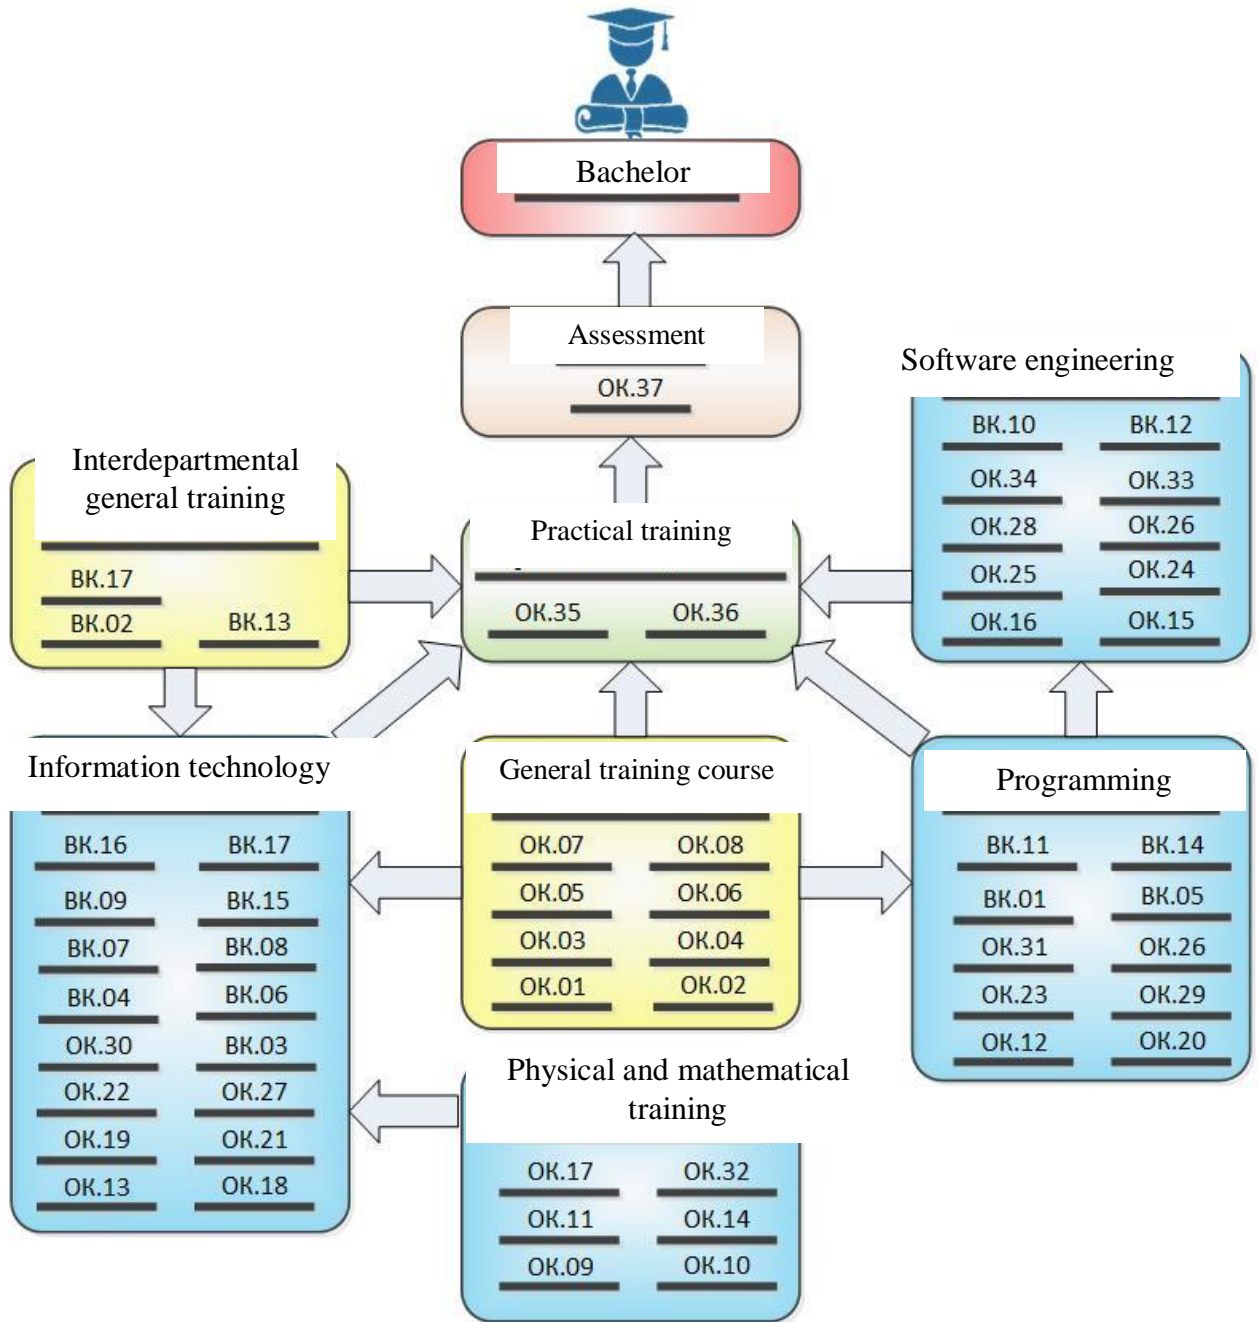 Bachelor
Assessment
ОК.37
Software engineering
ВК.10 ВК.12
ОК.34 ОК.33
ОК.28 ОК.26
ОК.25 ОК.24
ОК.16 ОК.15
Interdepartmental
general training
ВК.17
ВК.02 ВК.13
Practical training
ОК.35 ОК.36
Information technology
ВК.16 ВК.17
ВК.09 ВК.15
ВК.07 ВК.08
ВК.04 ВК.06
ОК.30 ВК.03
ОК.22 ОК.27
ОК.19 ОК.21
ОК.13 ОК.18
General training course
ОК.07 ОК.08
ОК.05 ОК.06
ОК.03 ОК.04
ОК.01 ОК.02
Programming
ВК.11 ВК.14
ВК.01 ВК.05
ОК.31 ОК.26
ОК.23 ОК.29
ОК.12 ОК.20
Physical and mathematical
training
ОК.17 ОК.32
ОК.11 ОК.14
ОК.09 ОК.10